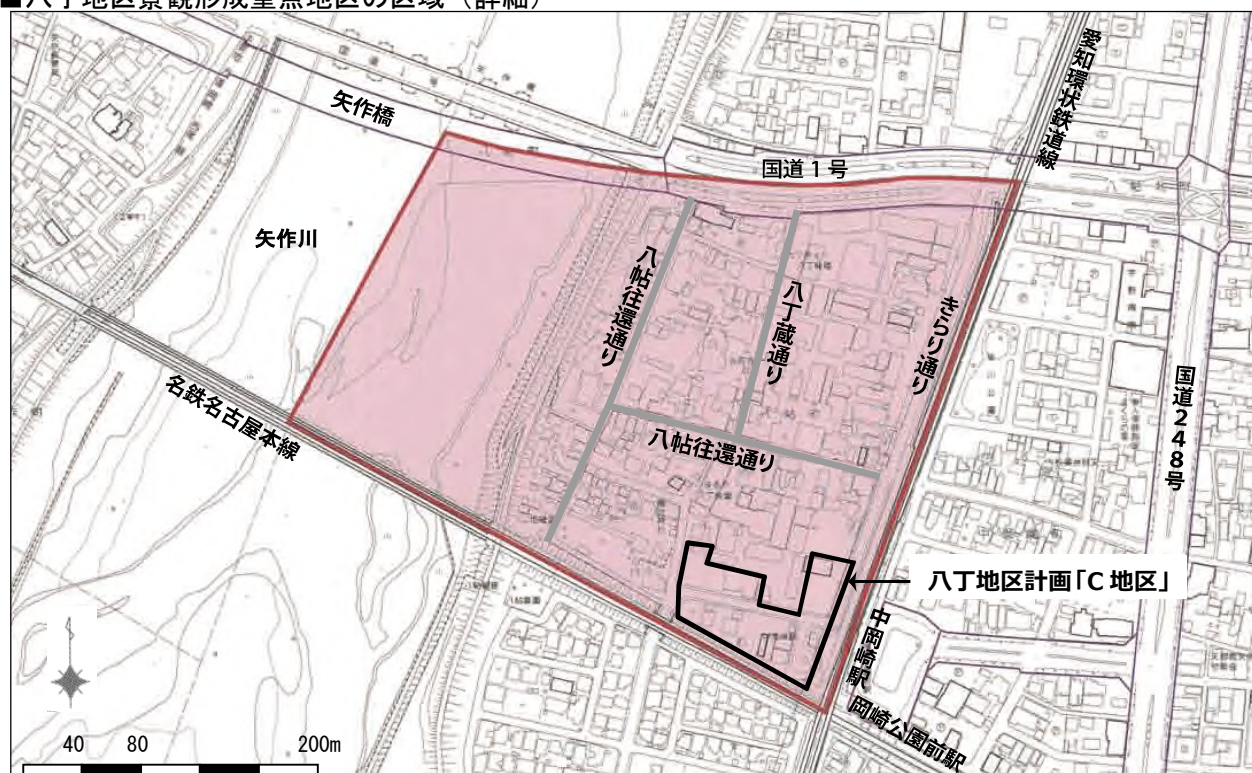 ■八丁地区景観形成重点地区の区域（詳細）
愛知環状鉄道線
矢作橋
国道１号
矢作川
八帖往還通り
八丁蔵通り
きらり通り
国道２４８号
名鉄名古屋本線
八帖往還通り
八丁地区計画「C 地区」
中岡崎駅
岡崎公園前駅
40 80 200m